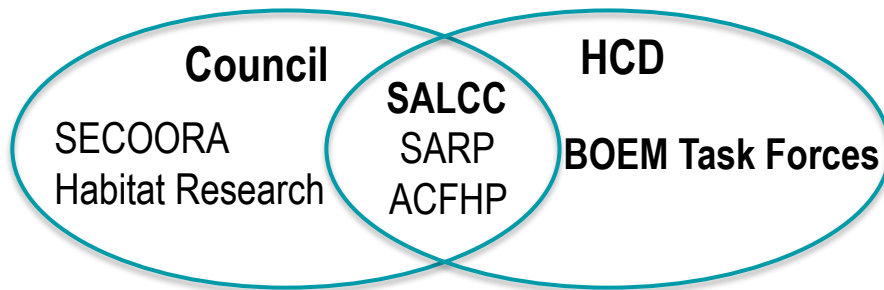 Council
SECOORA
Habitat Research
SALCC
SARP
ACFHP
HCD
BOEM Task Forces